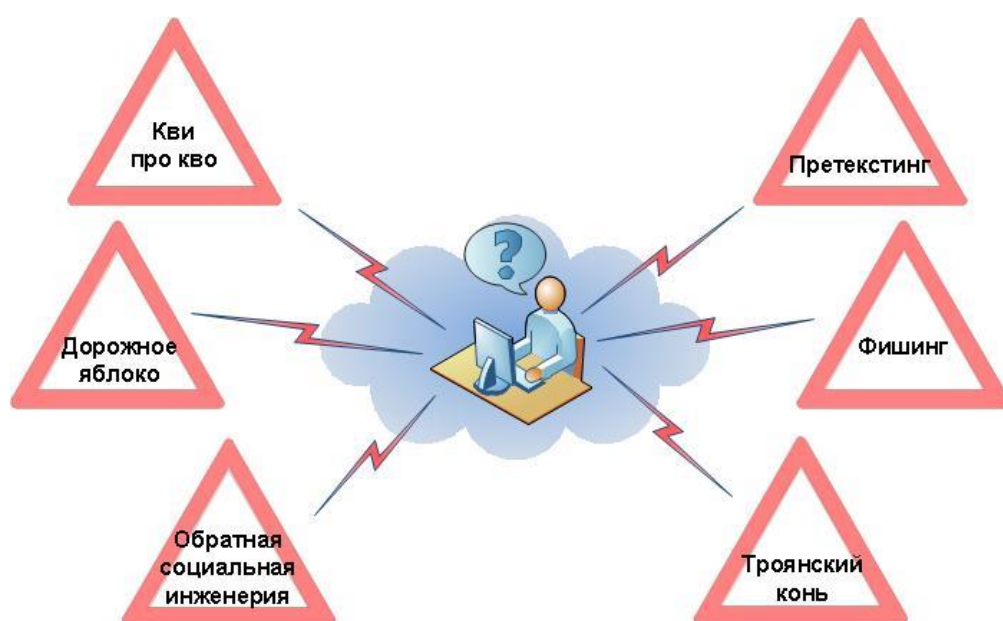 Кви
про кво
Претекстинг
Дорожное
яблоко
Фишинг
Обратная
социальная
инженерия
Троянский
конь
?